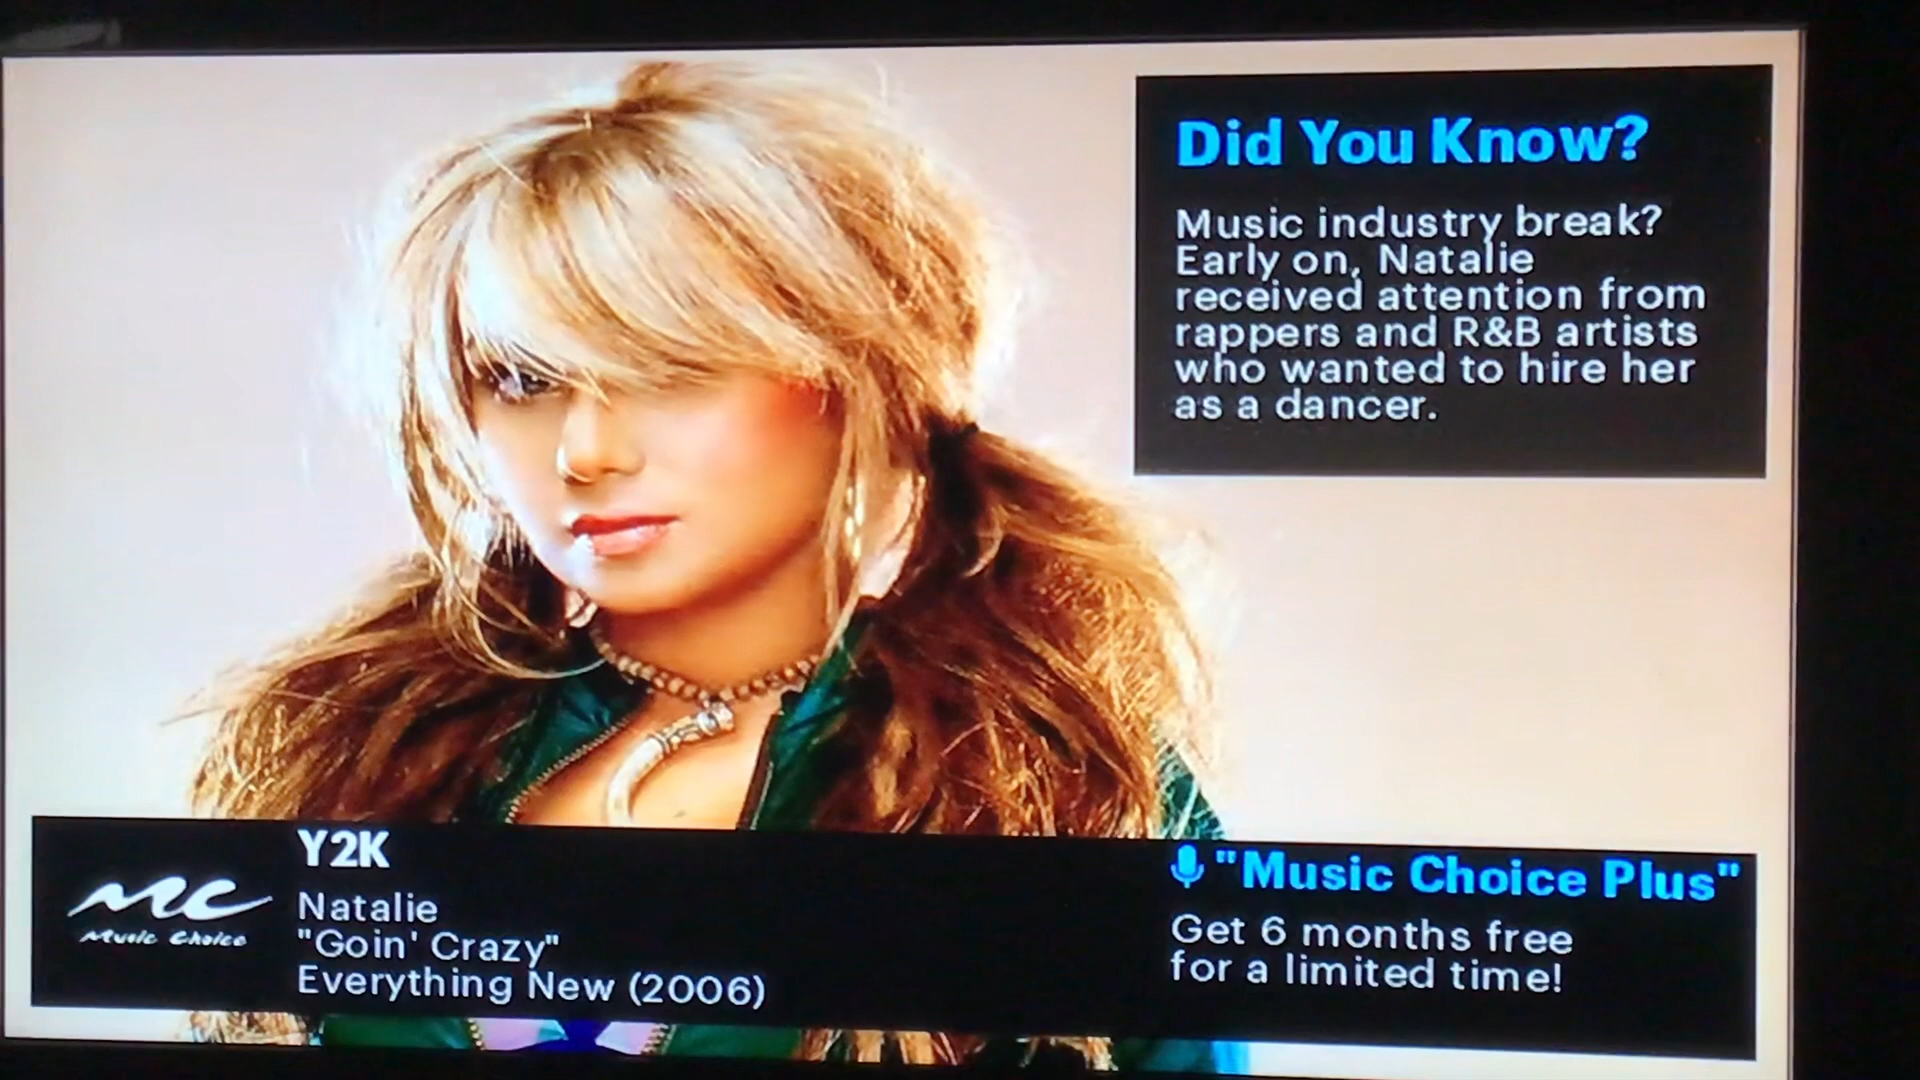 Did You Know?
Music industry break?
Early on, Natalie
received attention from
rappers and R&B artists
who wanted to hire her
as a dancer.
Y2K
Natalie
"Goin' Crazy"
Everything New (2006)
MC
Music Choice
"Music Choice Plus"
Get 6 months free
for a limited time!